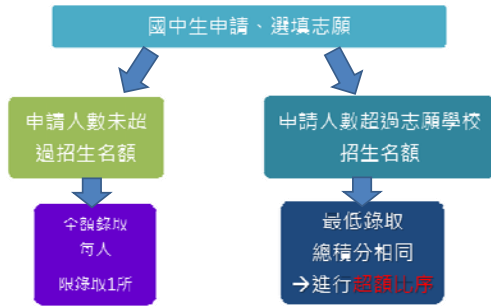 國中生申請、選填志願
申請人數未超
過招生名額
申請人數超過志願學校
招生名額
全額錄取
每人
限錄取1所
最低錄取
總積分相同
→進行超額比序